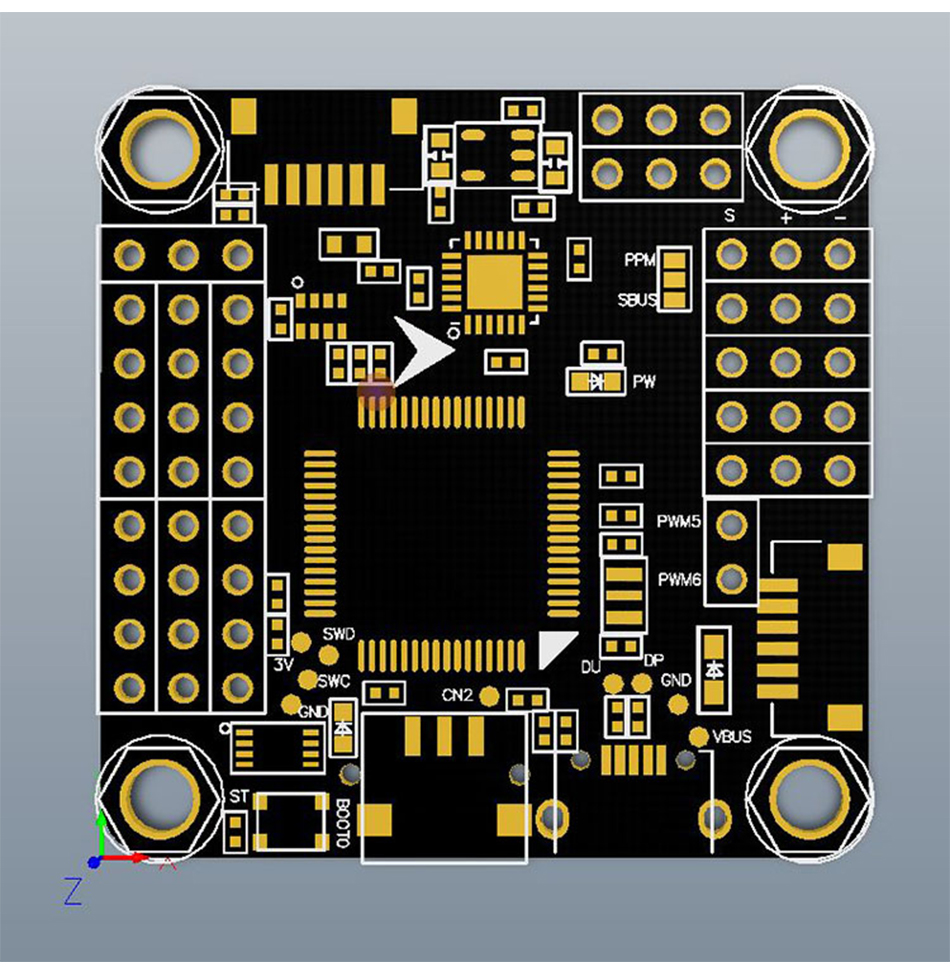 S + −
PPM
SBUS
PW
PWM5
PWM6
SWD
3V
SWC
GND
CN2
DU
DP
GND
VBUS
ST
BOOT0
Z